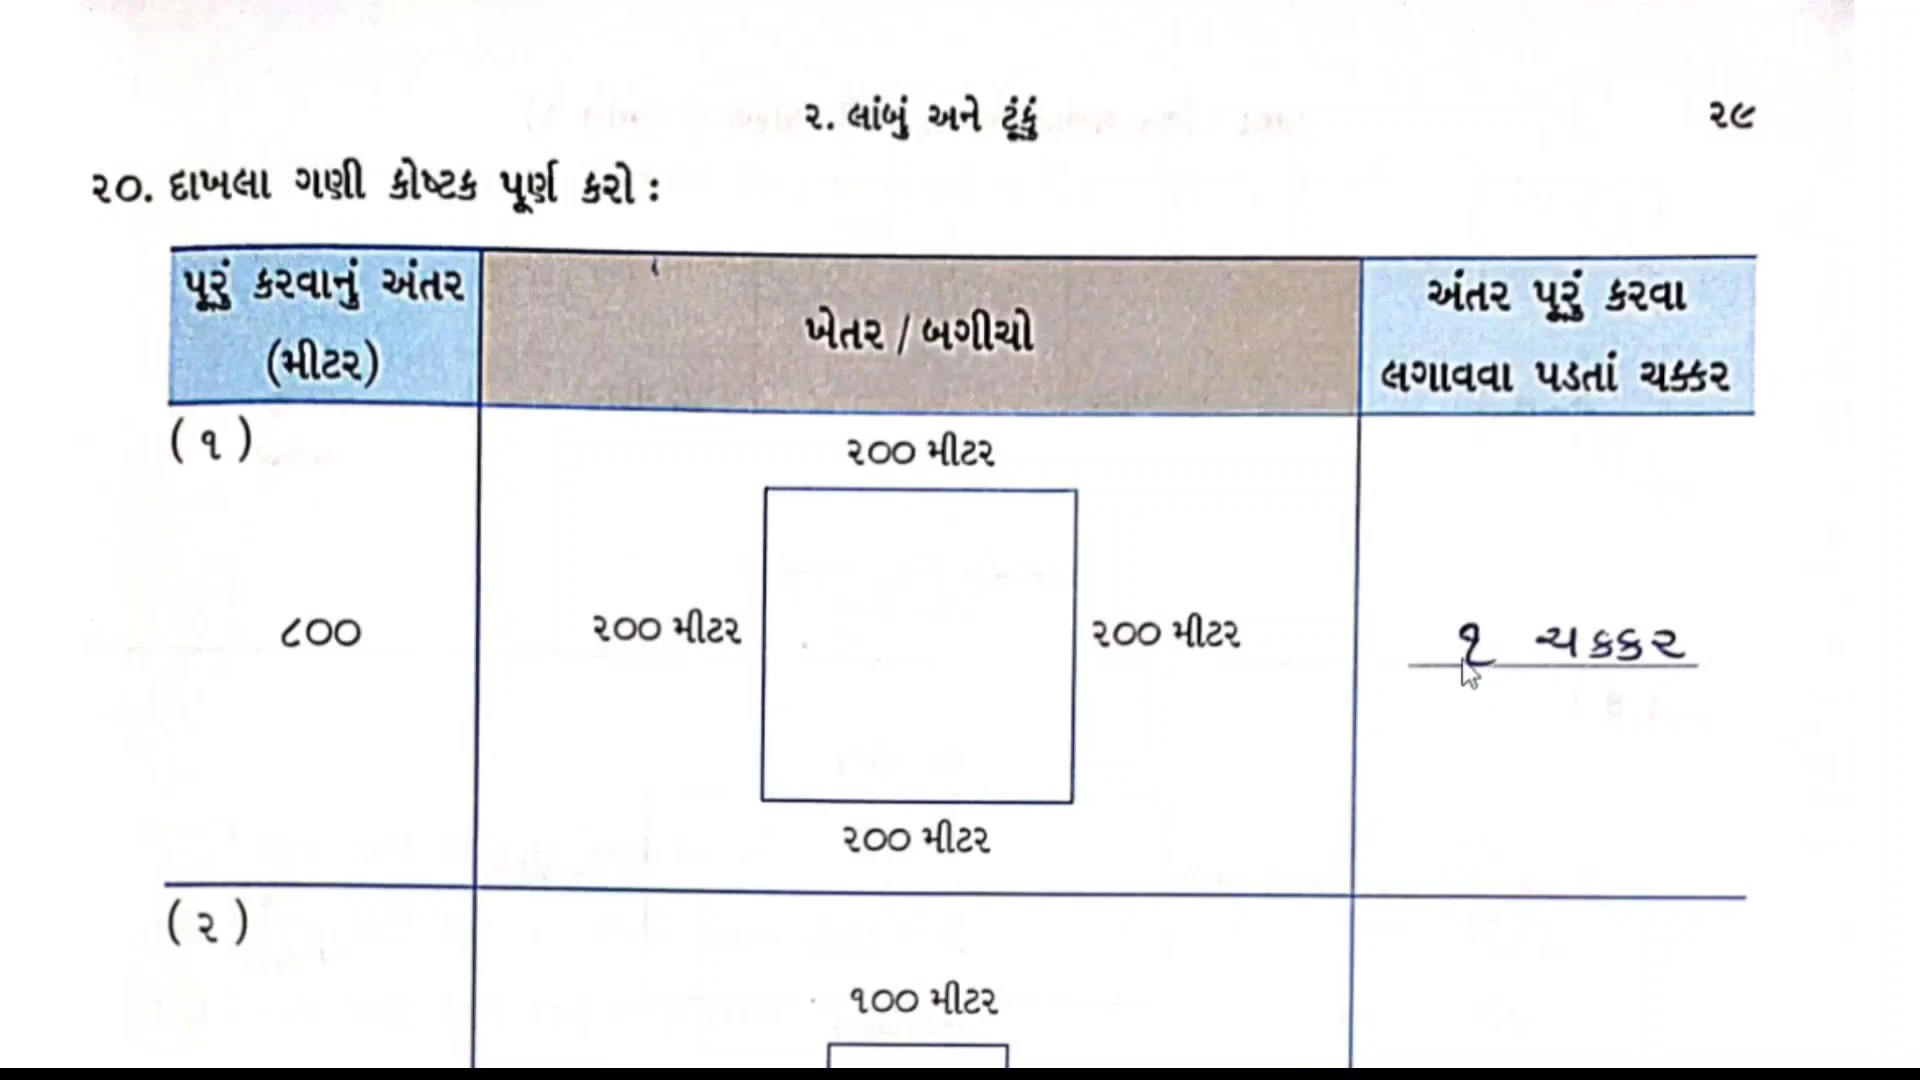 ૨. લાંબું અને ટૂંકું
૨૯
૨૦. દાખલા ગણી કોષ્ટક પૂર્ણ કરો :
પૂરું કરવાનું અંતર
(મીટર)
ખેતર / બગીચો
અંતર પૂરું કરવા
લગાવવા પડતાં ચક્કર
(૧)
૨૦૦ મીટર
૮૦૦
૨૦૦ મીટર
૨૦૦ મીટર
૧ ચક્કર
૨૦૦ મીટર
(૨)
૧૦૦ મીટર